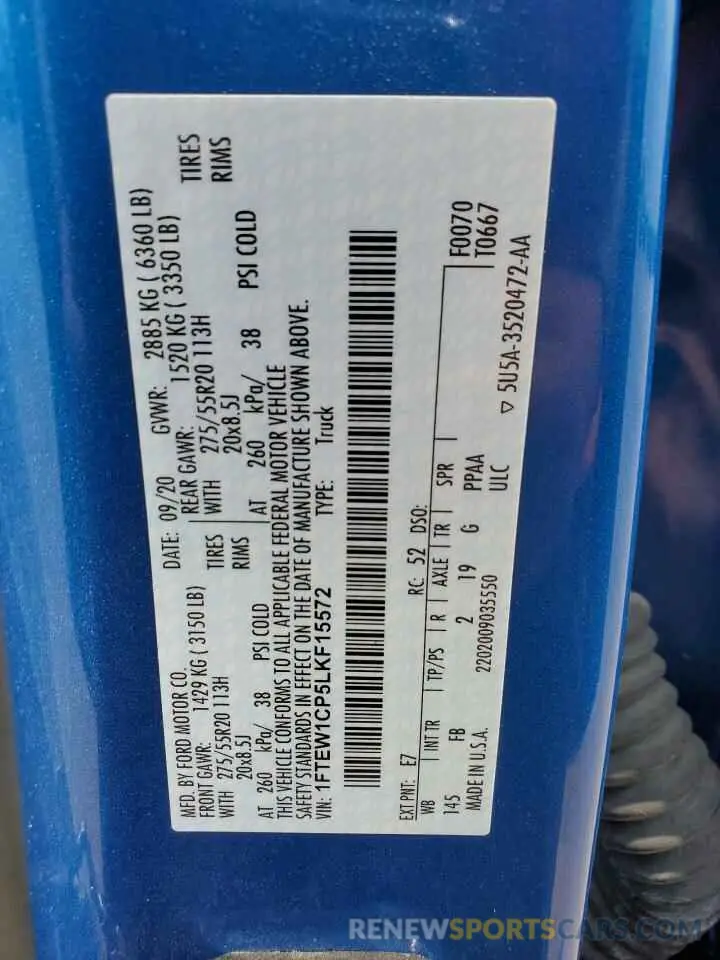 MFD. BY FORD MOTOR CO.
DATE: 09/20 GVWR: 2885 KG ( 6360 LB)
FRONT GAWR: 1429 KG ( 3150 LB)
REAR GAWR: 1520 KG ( 3350 LB)
WITH 275/55R20 113H TIRES
WITH 275/55R20 113H TIRES
20x8.5J RIMS
20x8.5J RIMS
AT 260 kPa/ 38 PSI COLD
AT 260 kPa/ 38 PSI COLD
THIS VEHICLE CONFORMS TO ALL APPLICABLE FEDERAL MOTOR VEHICLE
SAFETY STANDARDS IN EFFECT ON THE DATE OF MANUFACTURE SHOWN ABOVE.
VIN: 1FTEW1CP5LKF15572 TYPE: Truck
EXT PNT: E7 RC: 52 DSO: F0070
WB INT TR TP/PS R AXLE TR SPR T0667
145 FB 2 19 G PPAA
MADE IN U.S.A. 2202009035550 ULC
▽ 5U5A-3520472-AA
RENEWSPORTSCARS.COM